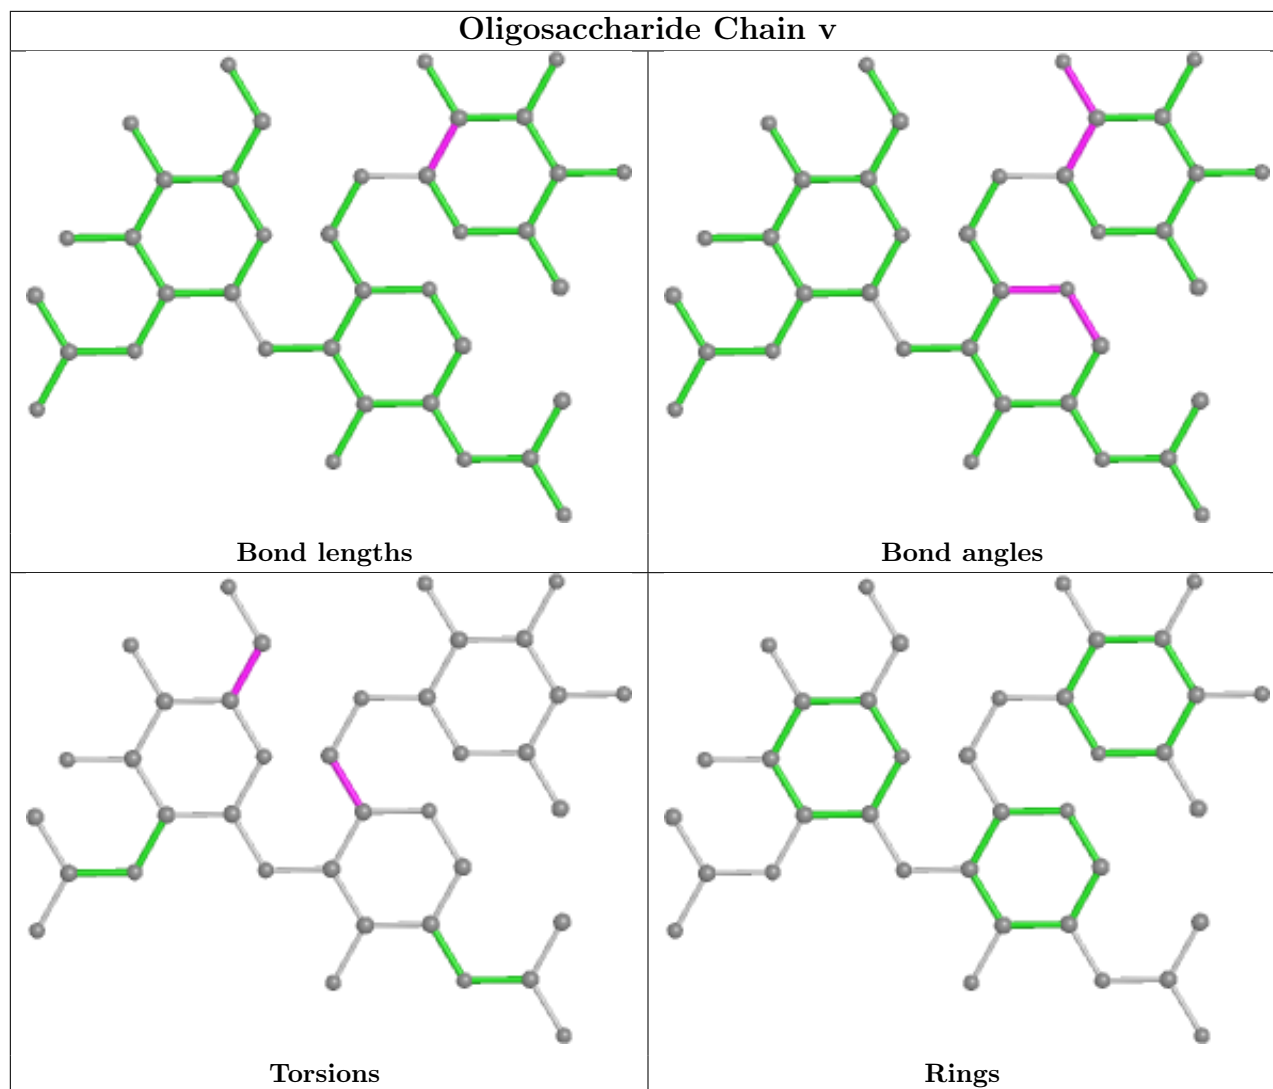 Oligosaccharide Chain v
Bond lengths
Bond angles
Torsions
Rings